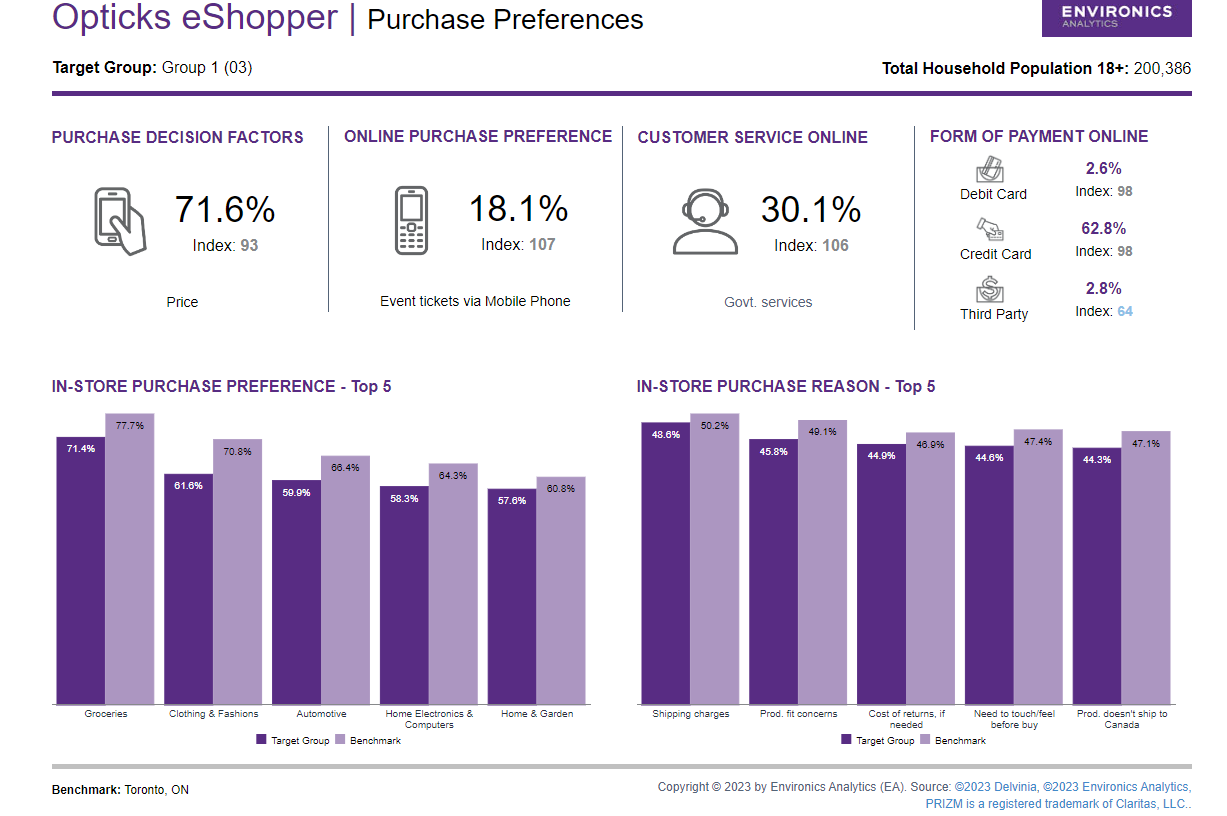 Opticks eShopper | Purchase Preferences
ENVIRONICS
ANALYTICS
Target Group: Group 1 (03)
Total Household Population 18+: 200,386
PURCHASE DECISION FACTORS
71.6%
Index: 93
Price
ONLINE PURCHASE PREFERENCE
18.1%
Index: 107
Event tickets via Mobile Phone
CUSTOMER SERVICE ONLINE
30.1%
Index: 106
Govt. services
FORM OF PAYMENT ONLINE
Debit Card
2.6%
Index: 98
Credit Card
62.8%
Index: 98
Third Party
2.8%
Index: 64
IN-STORE PURCHASE PREFERENCE - Top 5
71.4%
77.7%
61.6%
70.8%
59.9%
66.4%
58.3%
64.3%
57.6%
60.8%
Groceries
Clothing & Fashions
Automotive
Home Electronics &
Computers
Home & Garden
Target Group
Benchmark
IN-STORE PURCHASE REASON - Top 5
48.6%
50.2%
45.8%
49.1%
44.9%
46.9%
44.6%
47.4%
44.3%
47.1%
Shipping charges
Prod. fit concerns
Cost of returns, if
needed
Need to touch/feel
before buy
Prod. doesn't ship to
Canada
Target Group
Benchmark
Benchmark: Toronto, ON
Copyright © 2023 by Environics Analytics (EA). Source: ©2023 Delvinia, ©2023 Environics Analytics,
PRIZM is a registered trademark of Claritas, LLC..